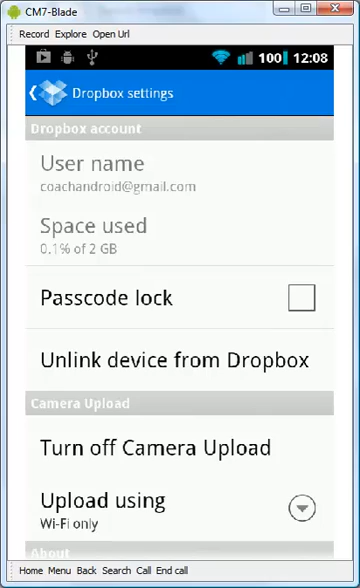 CM7-Blade
Record Explore Open Url
100 12:08
Dropbox settings
Dropbox account
User name
coachandroid@gmail.com
Space used
0.1% of 2 GB
Passcode lock
Unlink device from Dropbox
Camera Upload
Turn off Camera Upload
Upload using
Wi-Fi only
About
Home Menu Back Search Call End call